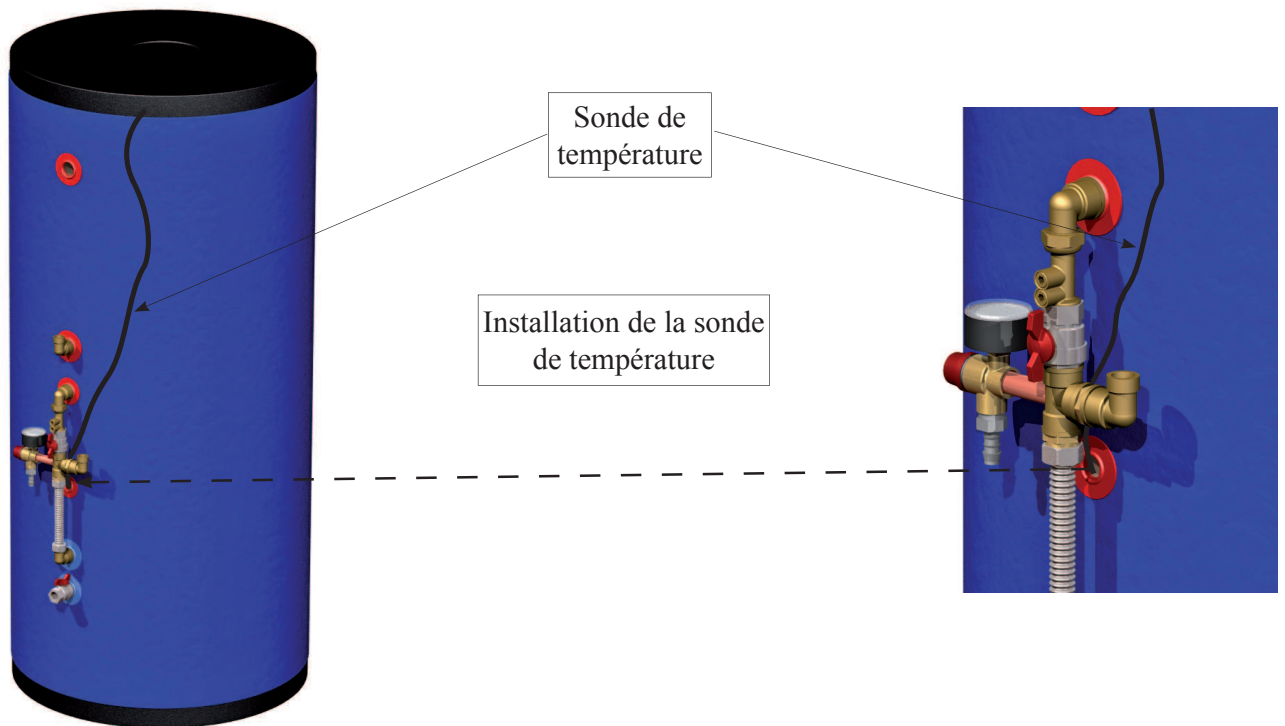 Sonde de
température
Installation de la sonde
de température